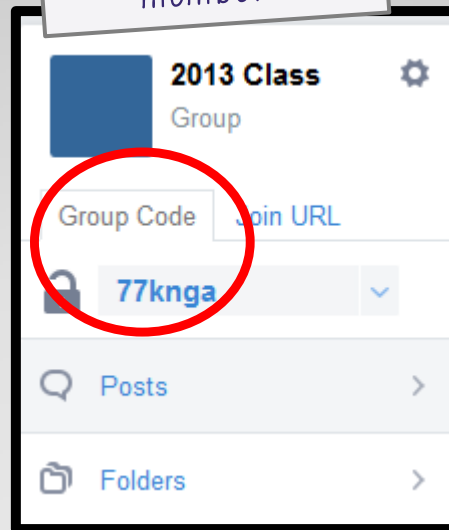 2013 Class
Group
Group Code
Join URL
77knga
Posts
Folders